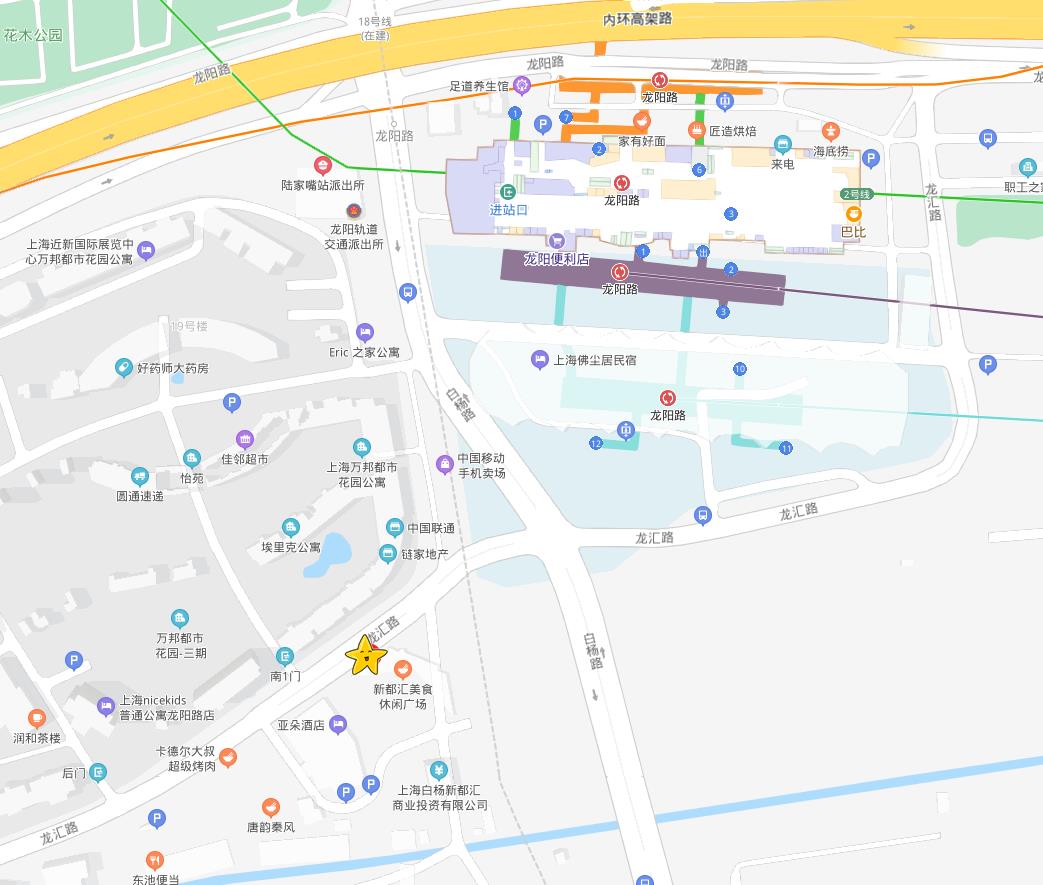 内环高架路
18号线
(在建)
花木公园
龙阳路
龙阳路
龙阳路
足道养生馆
龙阳路
1
7
P
家有好面
匠造烘焙
龙阳路
2
来电
海底捞
P
陆家嘴站派出所
6
职工之家
进站口
龙阳路
3
2号线
龙汇路
巴比
龙阳轨道
交通派出所
上海近新国际展览中
心万邦都市花园公寓
龙阳便利店
1
出
2
龙阳路
3
19号楼
Eric 之家公寓
上海佛尘居民宿
好药师大药房
10
P
P
白杨路
龙阳路
佳邻超市
12
11
怡苑
上海万邦都市
花园公寓
中国移动
手机卖场
圆通速递
龙汇路
龙汇路
埃里克公寓
中国联通
链家地产
龙汇路
万邦都市
花园-三期
白杨路
P
南1门
新都汇美食
休闲广场
上海nicekids
普通公寓龙阳路店
亚朵酒店
润和茶楼
卡德尔大叔
超级烤肉
后门
P
P
上海白杨新都汇
商业投资有限公司
P
唐韵秦风
龙汇路
东池便当